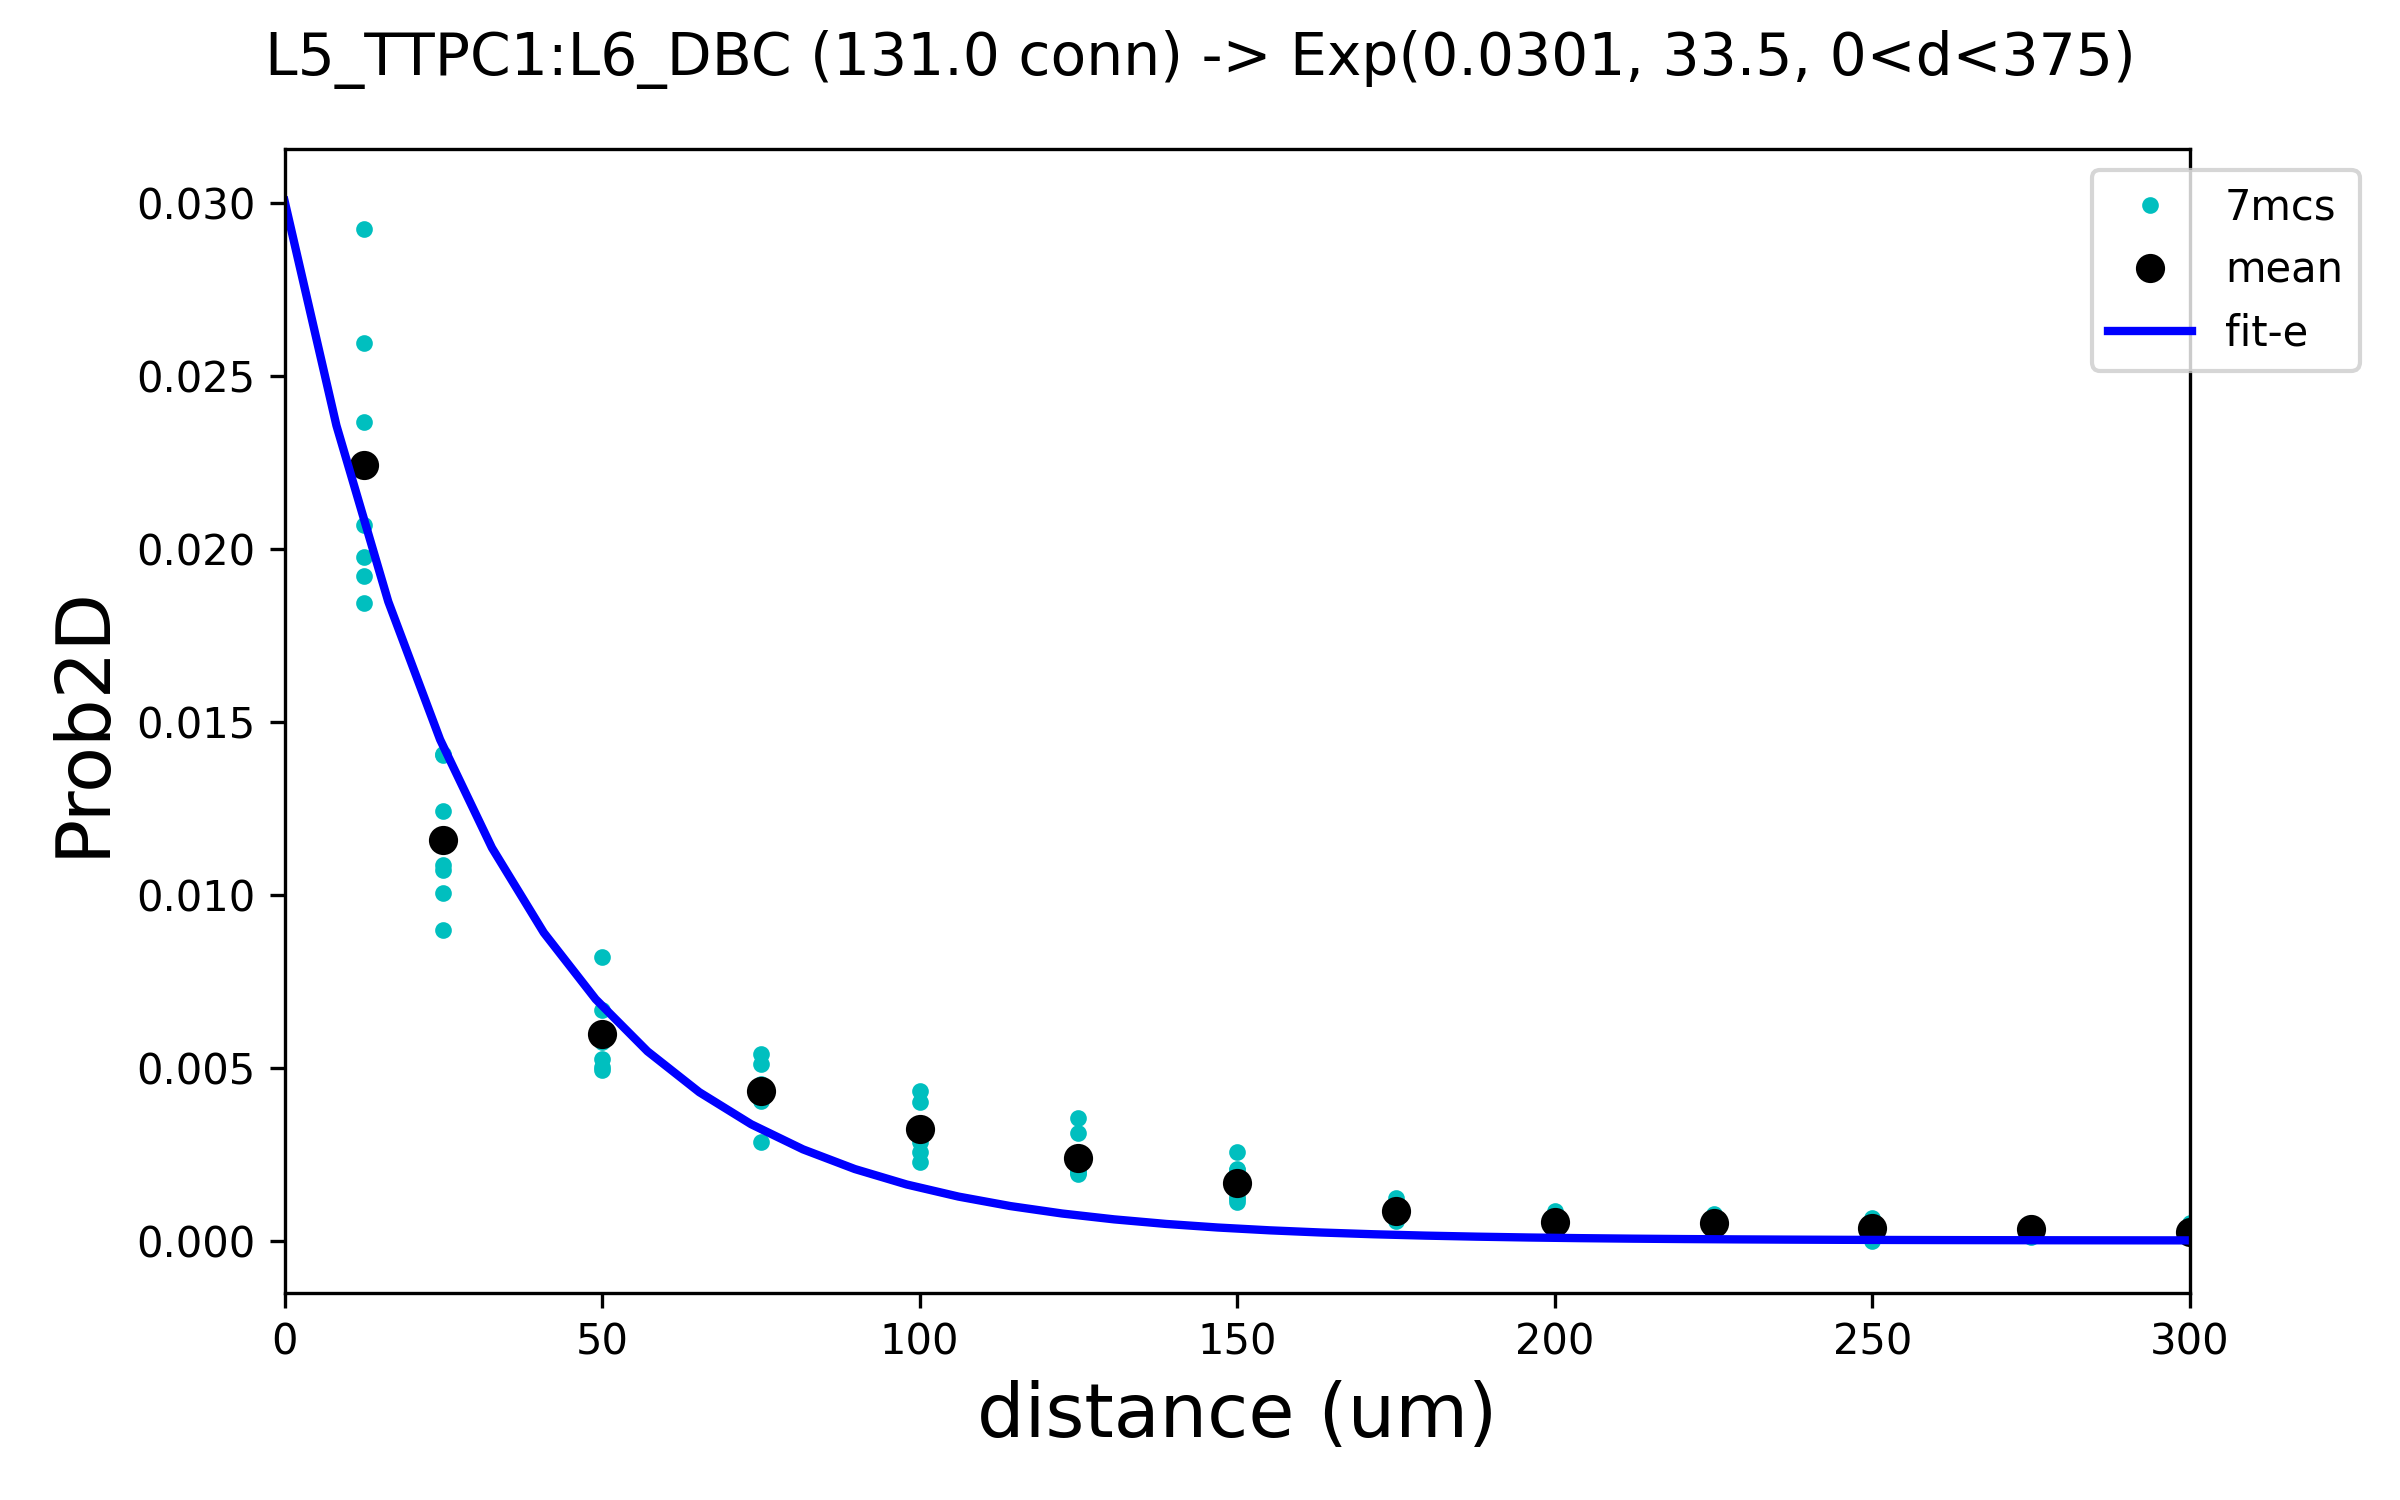 L5_TTPC1:L6_DBC (131.0 conn) -> Exp(0.0301, 33.5, 0<d<375)
7mcs
mean
fit-e
Prob2D
0.030
0.025
0.020
0.015
0.010
0.005
0.000
0 50 100 150 200 250 300
distance (um)